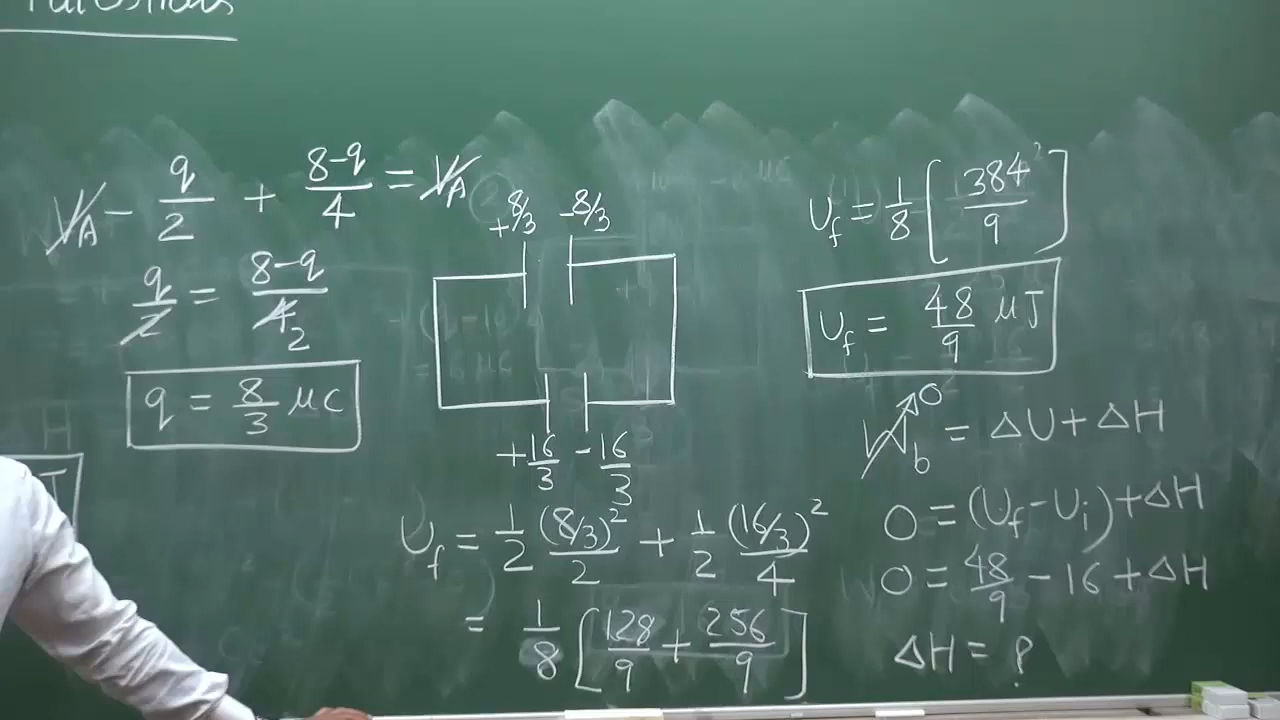 V_A - q/2 + (8-q)/4 = V_A
q/2 = (8-q)/4 2
q = 8/3 μC
+8/3 -8/3
+16/3 -16/3
U_f = 1/2 (8/3)²/2 + 1/2 (16/3)²/4
= 1/8 [128/9 + 256/9]
U_f = 1/8 [384²/9]
U_f = 48/9 μJ
W_b 0 = ΔU + ΔH
0 = (U_f - U_i) + ΔH
0 = 48/9 - 16 + ΔH
ΔH = ?